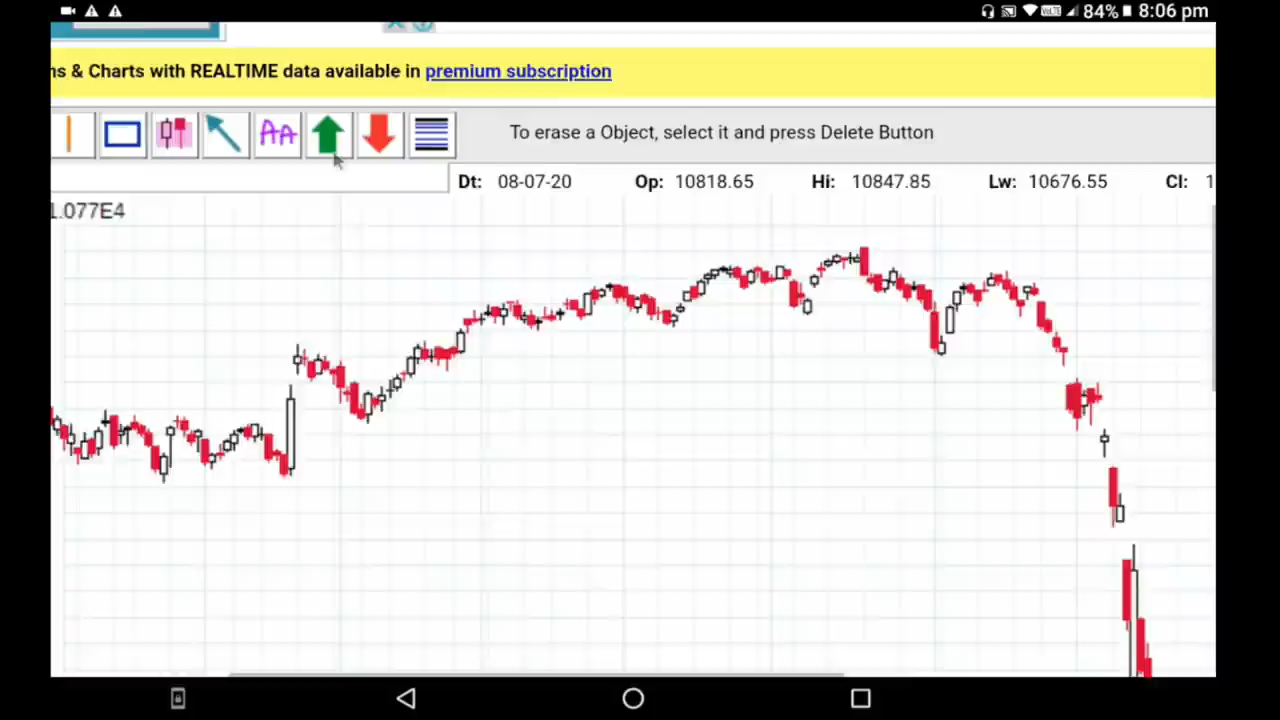 84% 8:06 pm
ns & Charts with REALTIME data available in premium subscription
AA
To erase a Object, select it and press Delete Button
Dt: 08-07-20 Op: 10818.65 Hi: 10847.85 Lw: 10676.55 Cl: 1
1.077E4